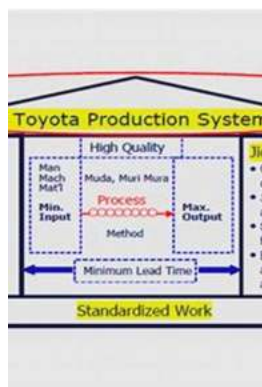 Toyota Production System
High Quality
Man
Mach
Mat'l
Min.
Input
Muda, Muri Mura
Process
Method
Max.
Output
Minimum Lead Time
Standardized Work